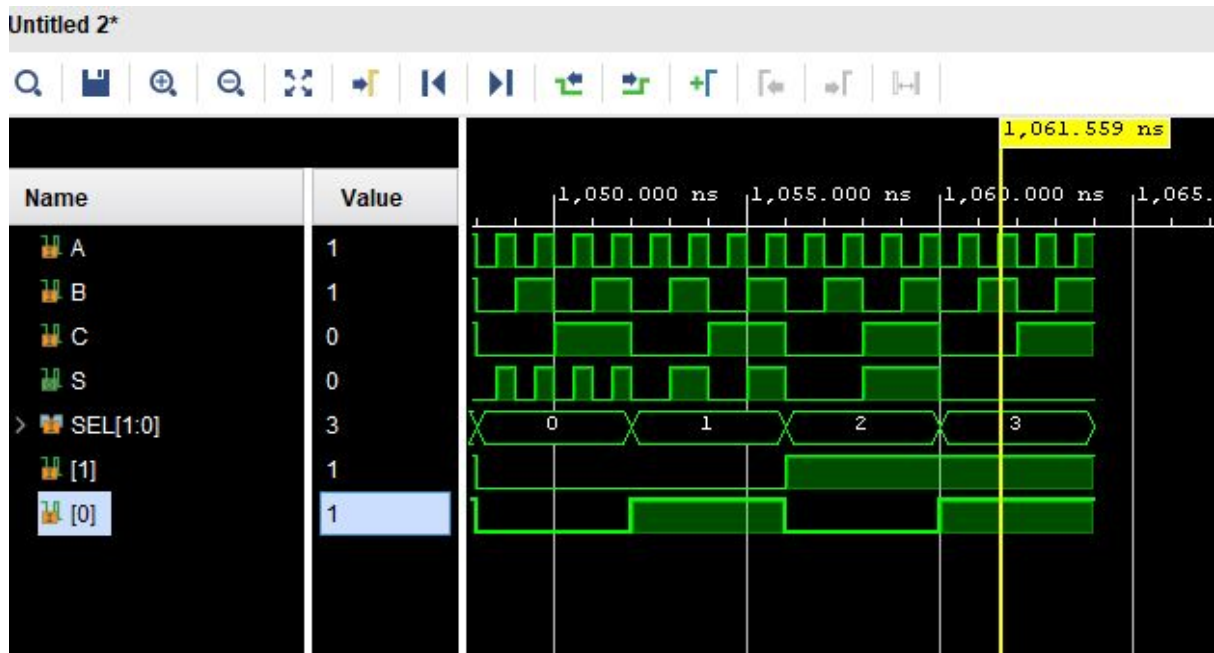 Untitled 2*
1,061.559 ns
Name Value 1,050.000 ns 1,055.000 ns 1,060.000 ns 1,065.
A 1
B 1
C 0
S 0
> SEL[1:0] 3 0 1 2 3
[1] 1
[0] 1